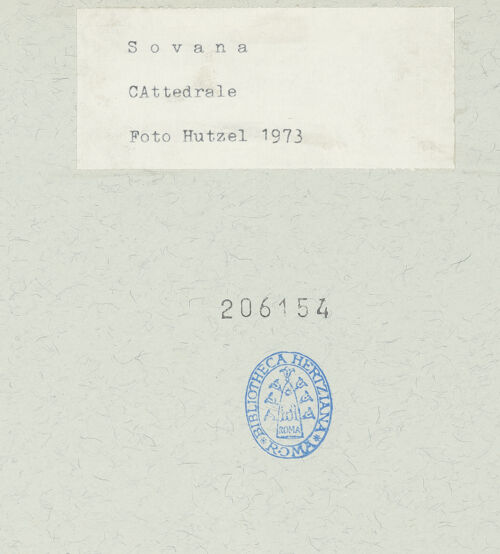 S o v a n a
CAttedrale
Foto Hutzel 1973
206154
BIBLIOTHECA HERTZIANA
ROMA
ROMA